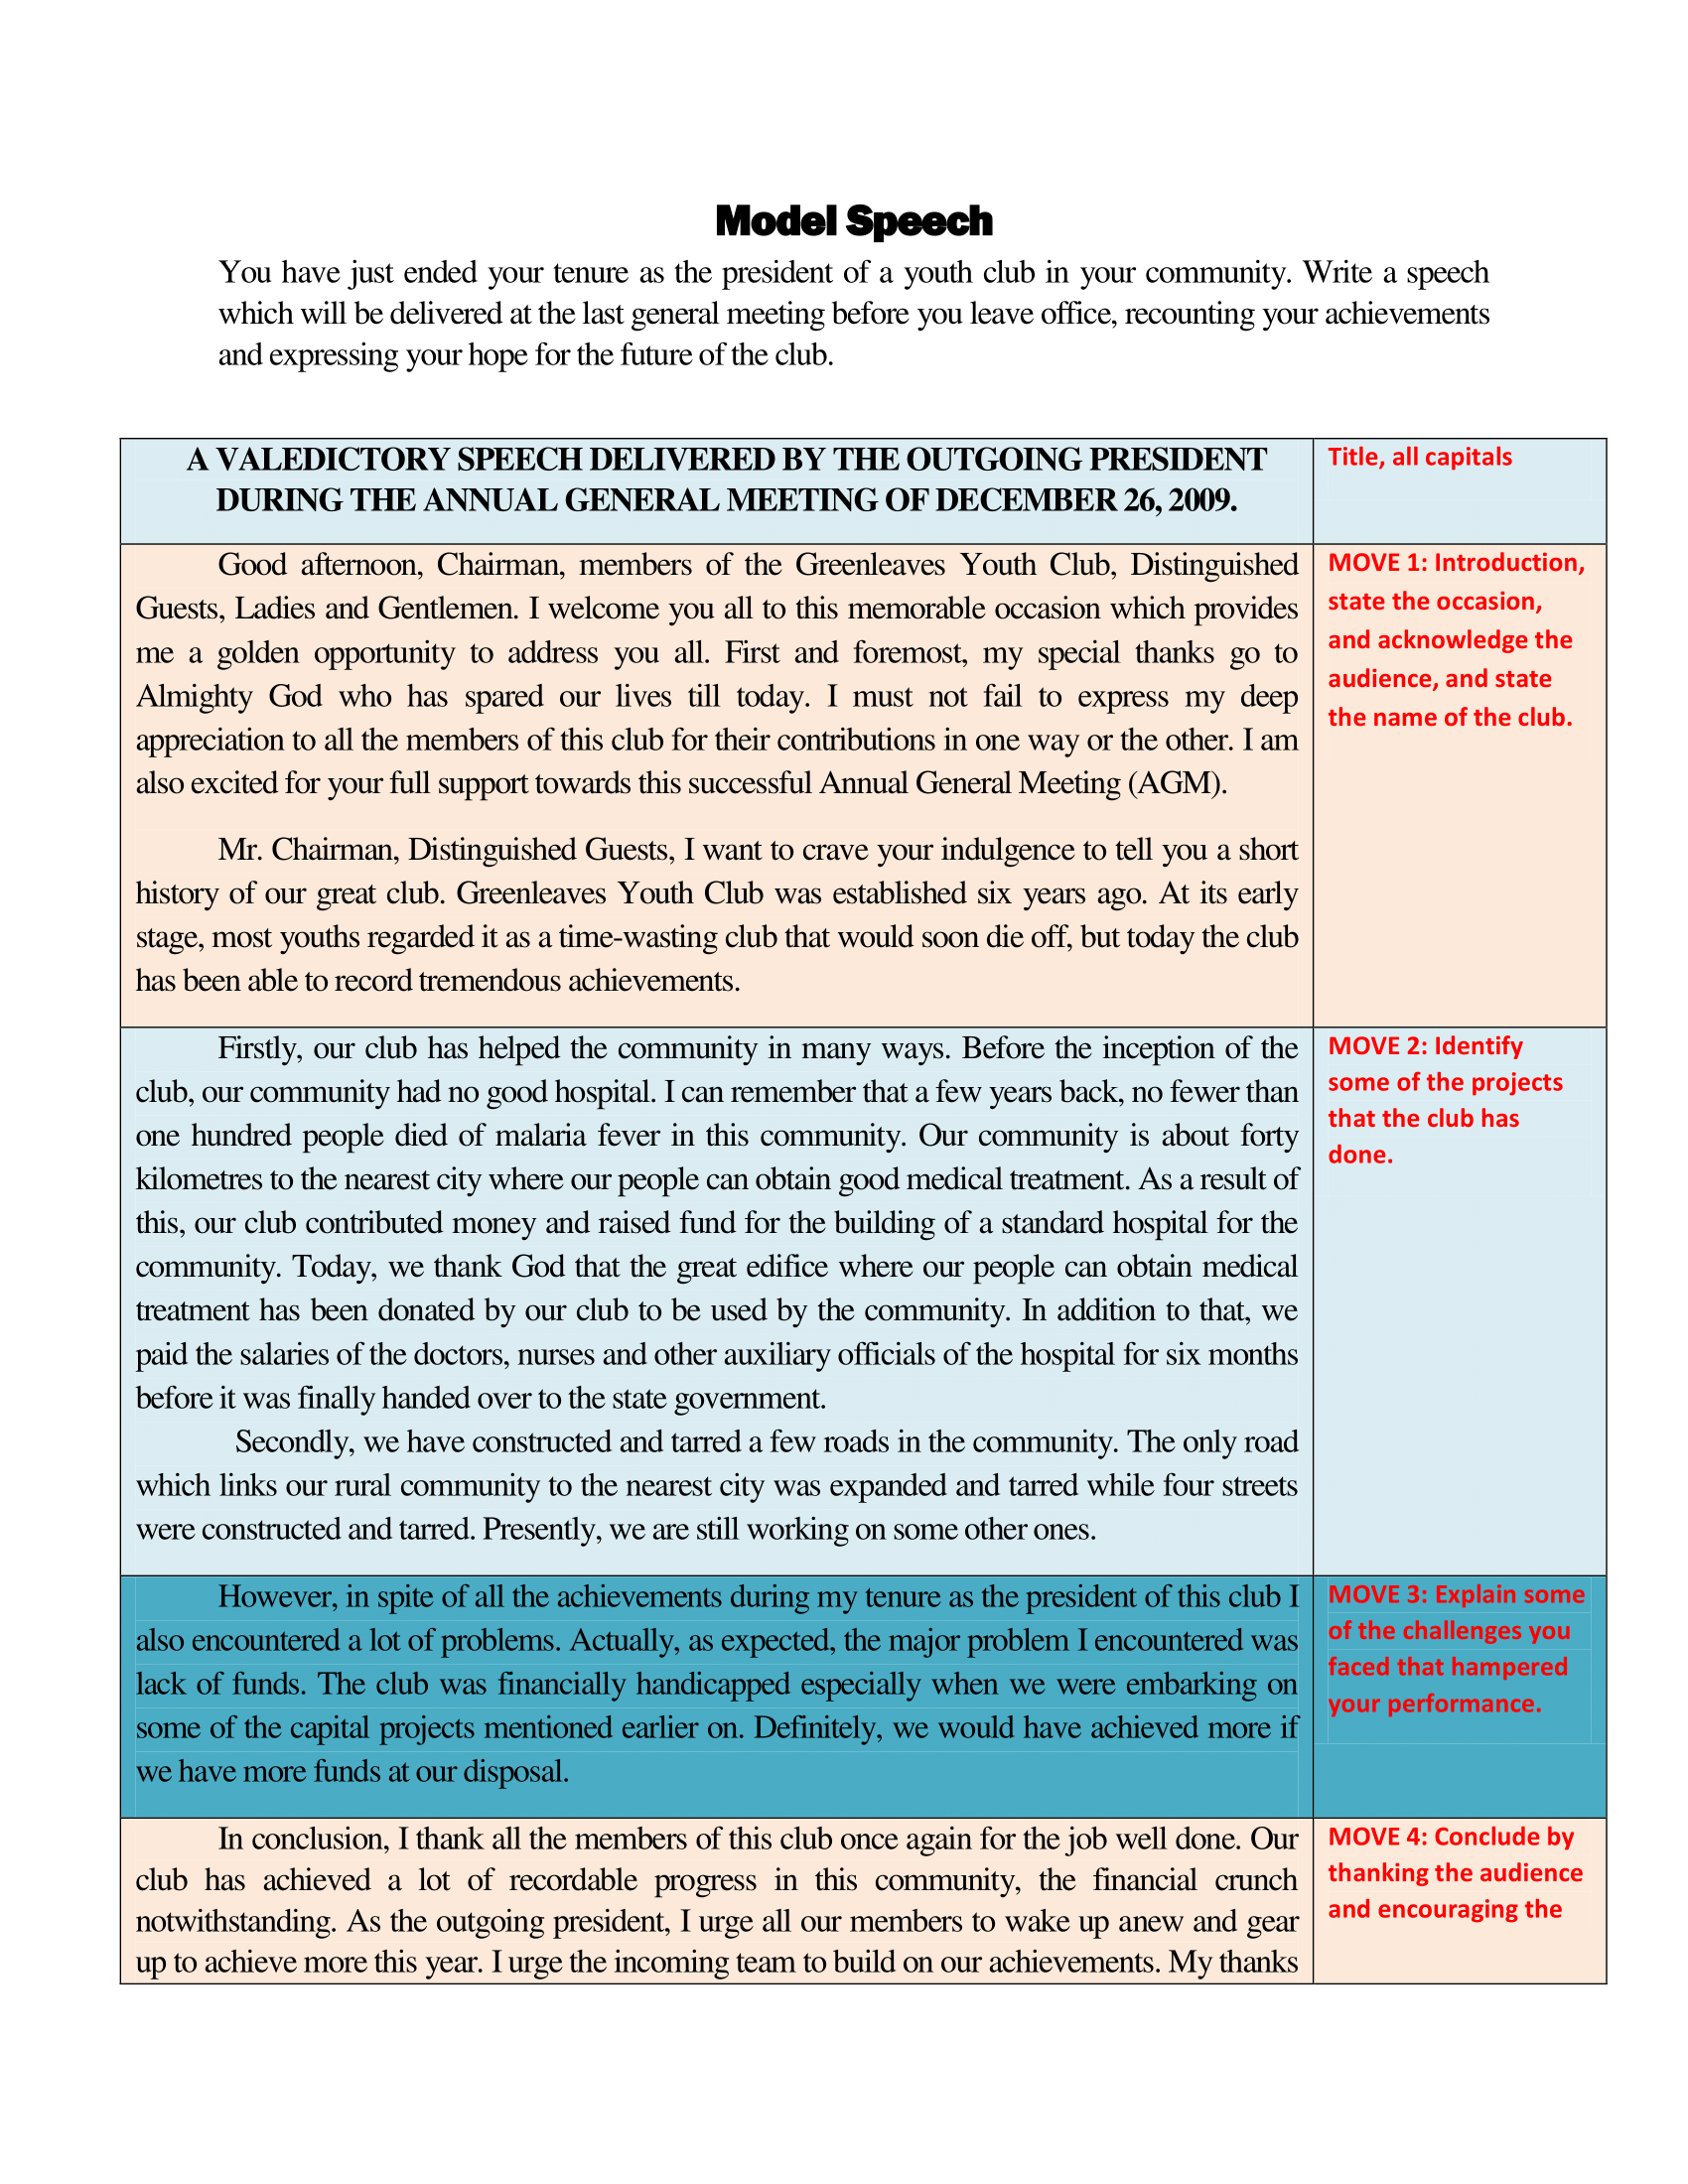 Model Speech
You have just ended your tenure as the president of a youth club in your community. Write a speech
which will be delivered at the last general meeting before you leave office, recounting your achievements
and expressing your hope for the future of the club.
A VALEDICTORY SPEECH DELIVERED BY THE OUTGOING PRESIDENT
DURING THE ANNUAL GENERAL MEETING OF DECEMBER 26, 2009.
Title, all capitals
Good afternoon, Chairman, members of the Greenleaves Youth Club, Distinguished
Guests, Ladies and Gentlemen. I welcome you all to this memorable occasion which provides
me a golden opportunity to address you all. First and foremost, my special thanks go to
Almighty God who has spared our lives till today. I must not fail to express my deep
appreciation to all the members of this club for their contributions in one way or the other. I am
also excited for your full support towards this successful Annual General Meeting (AGM).
Mr. Chairman, Distinguished Guests, I want to crave your indulgence to tell you a short
history of our great club. Greenleaves Youth Club was established six years ago. At its early
stage, most youths regarded it as a time-wasting club that would soon die off, but today the club
has been able to record tremendous achievements.
MOVE 1: Introduction,
state the occasion,
and acknowledge the
audience, and state
the name of the club.
Firstly, our club has helped the community in many ways. Before the inception of the
club, our community had no good hospital. I can remember that a few years back, no fewer than
one hundred people died of malaria fever in this community. Our community is about forty
kilometres to the nearest city where our people can obtain good medical treatment. As a result of
this, our club contributed money and raised fund for the building of a standard hospital for the
community. Today, we thank God that the great edifice where our people can obtain medical
treatment has been donated by our club to be used by the community. In addition to that, we
paid the salaries of the doctors, nurses and other auxiliary officials of the hospital for six months
before it was finally handed over to the state government.
Secondly, we have constructed and tarred a few roads in the community. The only road
which links our rural community to the nearest city was expanded and tarred while four streets
were constructed and tarred. Presently, we are still working on some other ones.
MOVE 2: Identify
some of the projects
that the club has
done.
However, in spite of all the achievements during my tenure as the president of this club I
also encountered a lot of problems. Actually, as expected, the major problem I encountered was
lack of funds. The club was financially handicapped especially when we were embarking on
some of the capital projects mentioned earlier on. Definitely, we would have achieved more if
we have more funds at our disposal.
MOVE 3: Explain some
of the challenges you
faced that hampered
your performance.
In conclusion, I thank all the members of this club once again for the job well done. Our
club has achieved a lot of recordable progress in this community, the financial crunch
notwithstanding. As the outgoing president, I urge all our members to wake up anew and gear
up to achieve more this year. I urge the incoming team to build on our achievements. My thanks
MOVE 4: Conclude by
thanking the audience
and encouraging the